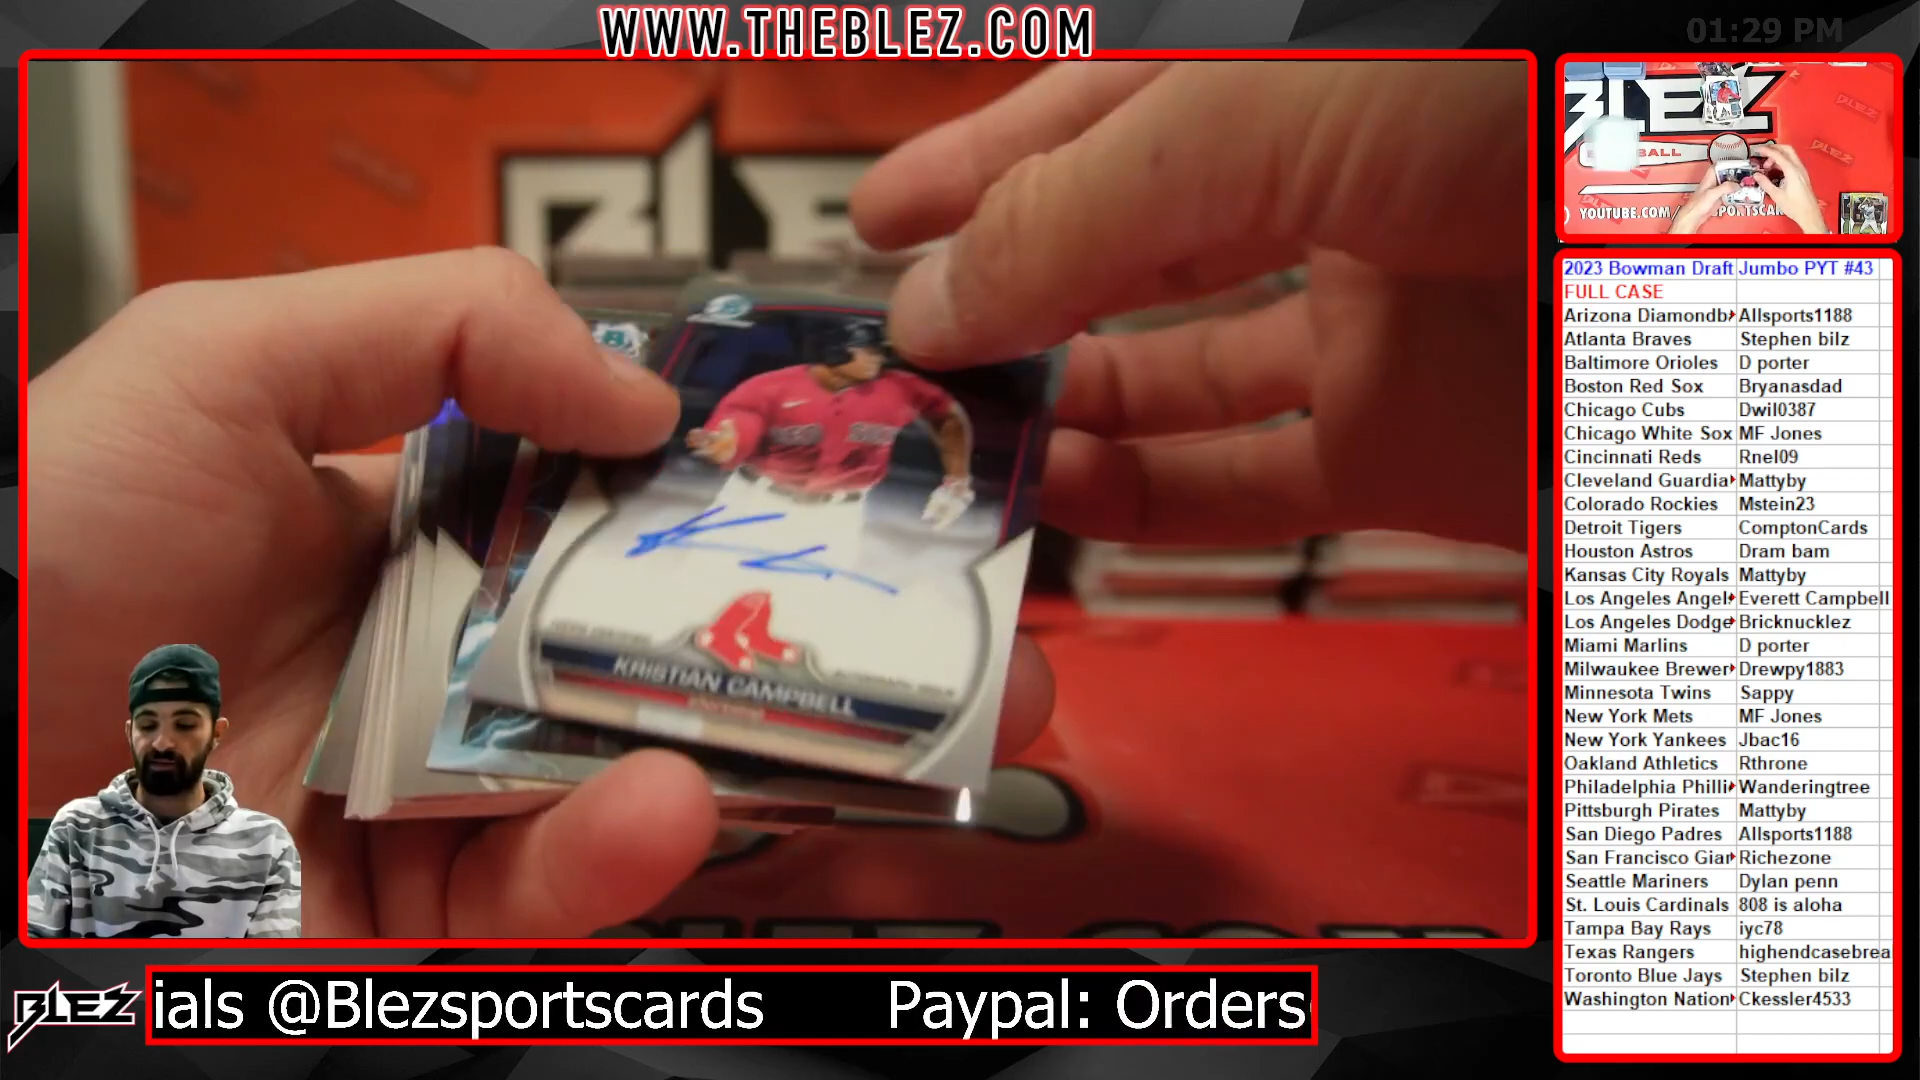 WWW.THEBLEZ.COM
01:29 PM
BLEZ
YOUTUBE.COM
KRISTIAN CAMPBELL
2023 Bowman Draft Jumbo PYT #43
FULL CASE
Arizona Diamondb Allsports1188
Atlanta Braves Stephen bilz
Baltimore Orioles D porter
Boston Red Sox Bryanasdad
Chicago Cubs Dwil0387
Chicago White Sox MF Jones
Cincinnati Reds Rnel09
Cleveland Guardia Mattyby
Colorado Rockies Mstein23
Detroit Tigers ComptonCards
Houston Astros Dram bam
Kansas City Royals Mattyby
Los Angeles Angel Everett Campbell
Los Angeles Dodge Bricknucklez
Miami Marlins D porter
Milwaukee Brewer Drewpy1883
Minnesota Twins Sappy
New York Mets MF Jones
New York Yankees Jbac16
Oakland Athletics Rthrone
Philadelphia Philli Wanderingtree
Pittsburgh Pirates Mattyby
San Diego Padres Allsports1188
San Francisco Gian Richezone
Seattle Mariners Dylan penn
St. Louis Cardinals 808 is aloha
Tampa Bay Rays iyc78
Texas Rangers highendcasebrea
Toronto Blue Jays Stephen bilz
Washington Nation Ckessler4533
BLEZ
ials @Blezsportscards Paypal: Orders